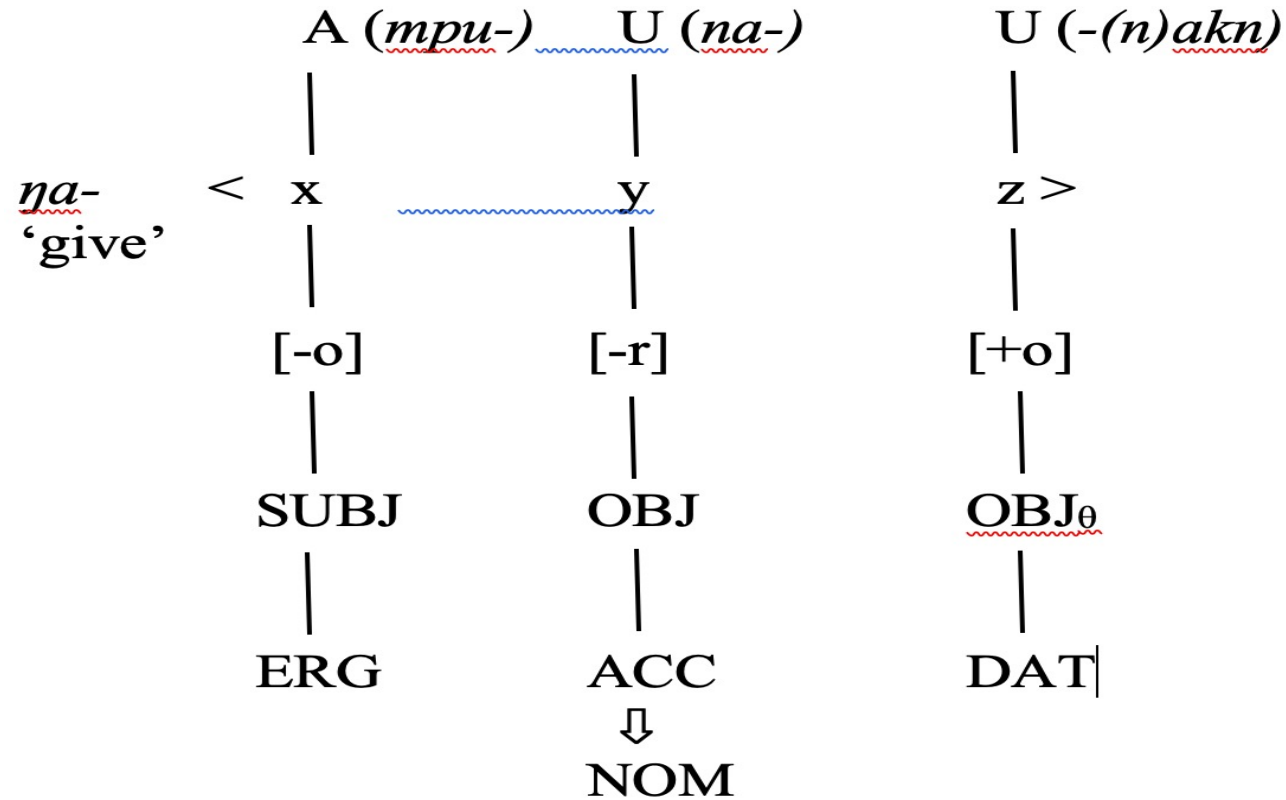 A (mpu-) U (na-) U (-(n)akn)
ŋa- < x y z >
‘give’
[-o] [-r] [+o]
SUBJ OBJ OBJθ
ERG ACC DAT
⇩
NOM